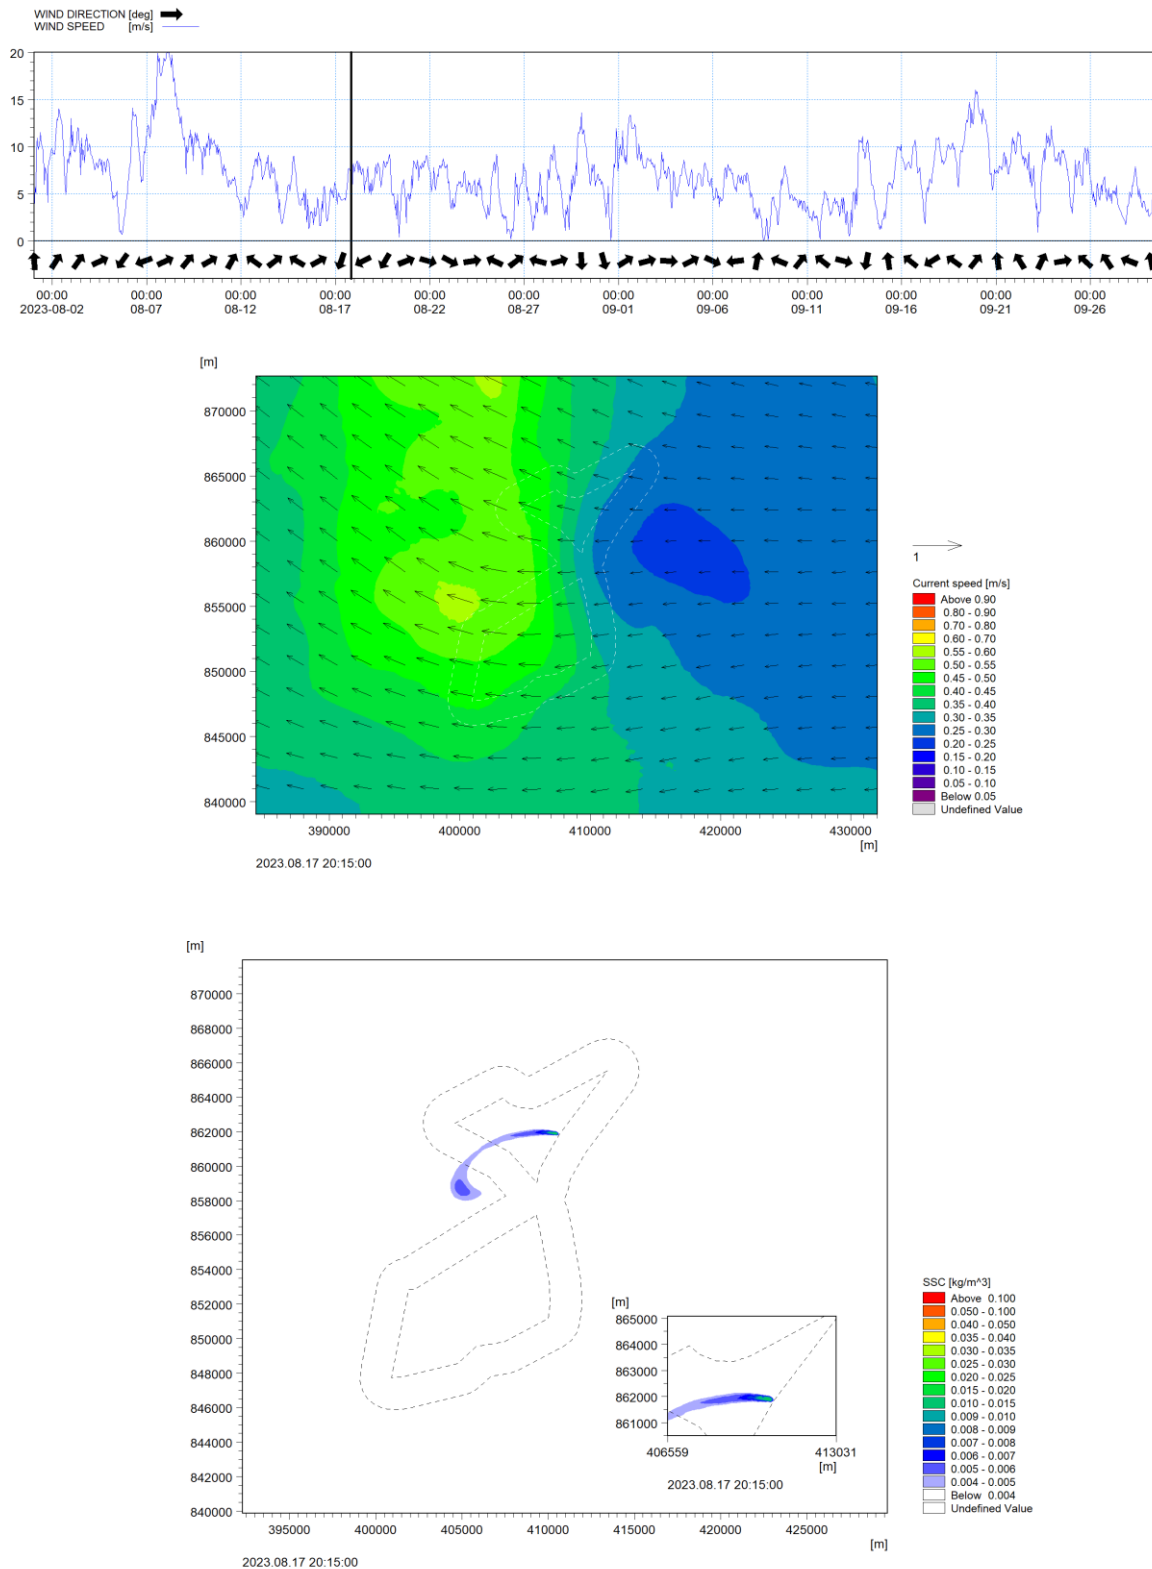 WIND DIRECTION [deg]
WIND SPEED [m/s]
20
15
10
5
0
00:00 00:00 00:00 00:00 00:00 00:00 00:00 00:00 00:00 00:00 00:00 00:00
2023-08-02 08-07 08-12 08-17 08-22 08-27 09-01 09-06 09-11 09-16 09-21 09-26
[m]
870000
865000
860000
855000
850000
845000
840000
390000 400000 410000 420000 430000
[m]
2023.08.17 20:15:00
1
Current speed [m/s]
Above 0.90
0.80 - 0.90
0.70 - 0.80
0.60 - 0.70
0.55 - 0.60
0.50 - 0.55
0.45 - 0.50
0.40 - 0.45
0.35 - 0.40
0.30 - 0.35
0.25 - 0.30
0.20 - 0.25
0.15 - 0.20
0.10 - 0.15
0.05 - 0.10
Below 0.05
Undefined Value
[m]
870000
868000
866000
864000
862000
860000
858000
856000
854000
852000
850000
848000
846000
844000
842000
840000
395000 400000 405000 410000 415000 420000 425000
[m]
2023.08.17 20:15:00
[m]
865000
864000
863000
862000
861000
406559 413031
[m]
2023.08.17 20:15:00
SSC [kg/m^3]
Above 0.100
0.050 - 0.100
0.040 - 0.050
0.035 - 0.040
0.030 - 0.035
0.025 - 0.030
0.020 - 0.025
0.015 - 0.020
0.010 - 0.015
0.009 - 0.010
0.008 - 0.009
0.007 - 0.008
0.006 - 0.007
0.005 - 0.006
0.004 - 0.005
Below 0.004
Undefined Value